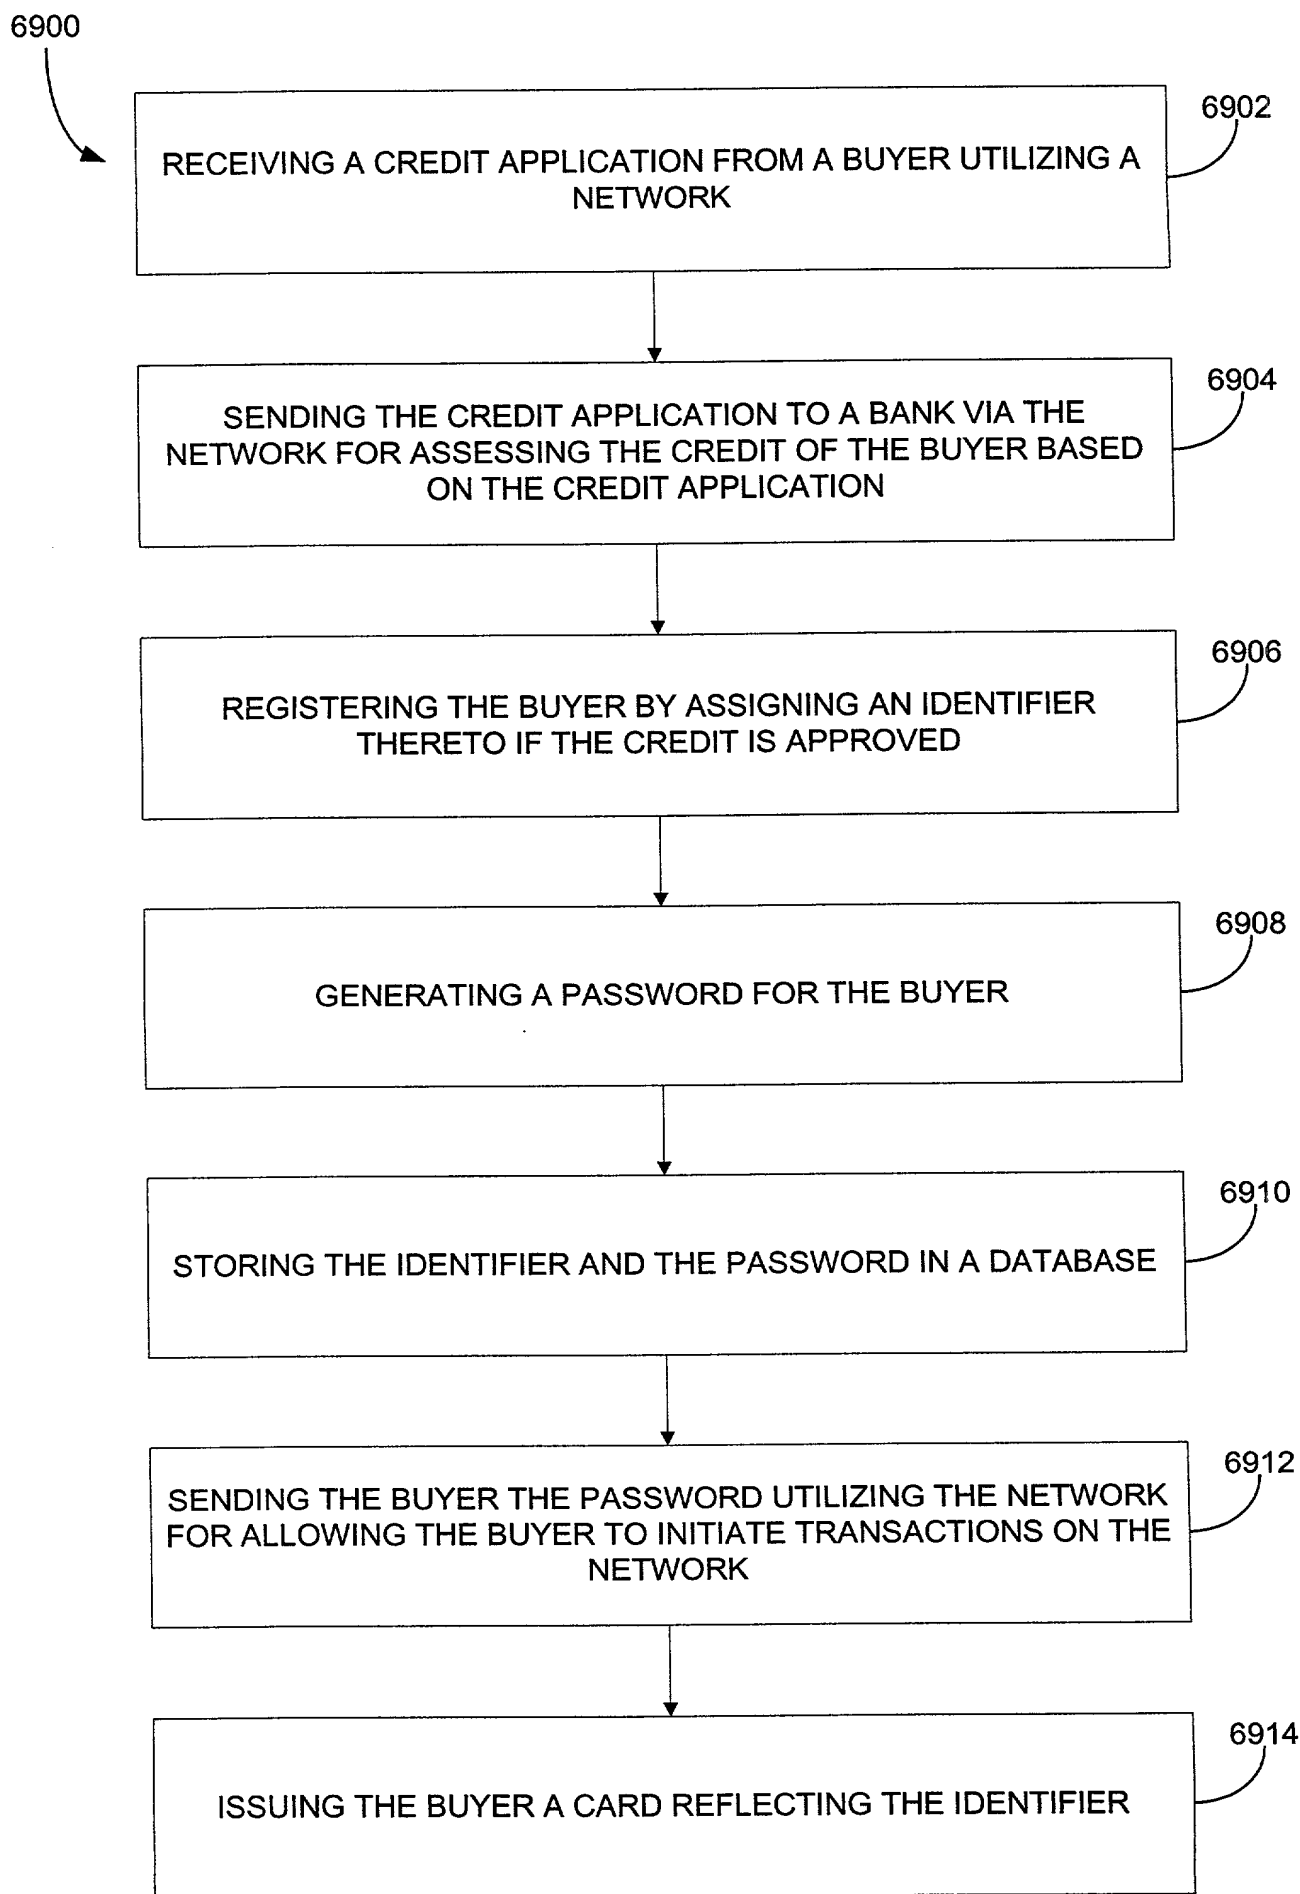 6900
6902
RECEIVING A CREDIT APPLICATION FROM A BUYER UTILIZING A
NETWORK
6904
SENDING THE CREDIT APPLICATION TO A BANK VIA THE
NETWORK FOR ASSESSING THE CREDIT OF THE BUYER BASED
ON THE CREDIT APPLICATION
6906
REGISTERING THE BUYER BY ASSIGNING AN IDENTIFIER
THERETO IF THE CREDIT IS APPROVED
6908
GENERATING A PASSWORD FOR THE BUYER
6910
STORING THE IDENTIFIER AND THE PASSWORD IN A DATABASE
6912
SENDING THE BUYER THE PASSWORD UTILIZING THE NETWORK
FOR ALLOWING THE BUYER TO INITIATE TRANSACTIONS ON THE
NETWORK
6914
ISSUING THE BUYER A CARD REFLECTING THE IDENTIFIER